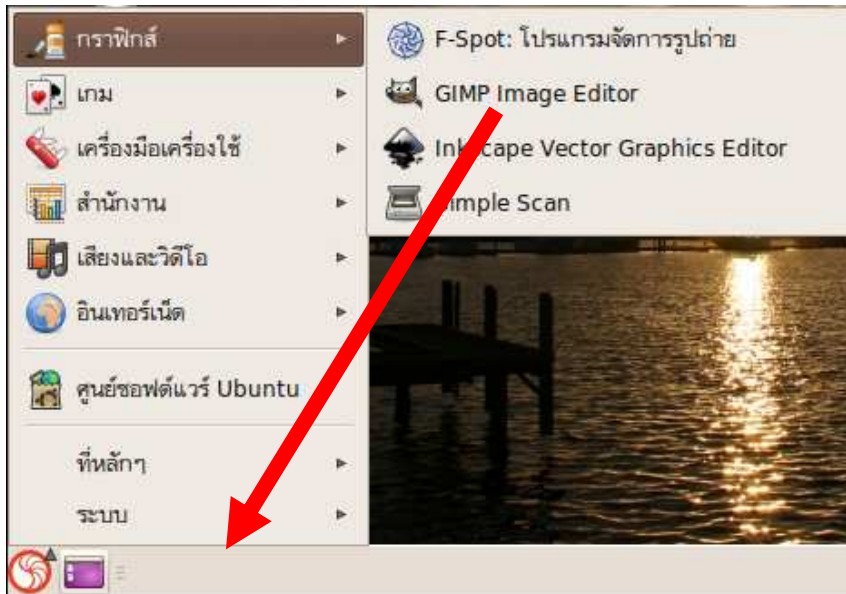 กราฟิกส์
เกม
เครื่องมือเครื่องใช้
สำนักงาน
เสียงและวิดีโอ
อินเทอร์เน็ต
ศูนย์ซอฟต์แวร์ Ubuntu
ที่หลักๆ
ระบบ
F-Spot: โปรแกรมจัดการรูปถ่าย
GIMP Image Editor
Inkscape Vector Graphics Editor
Simple Scan